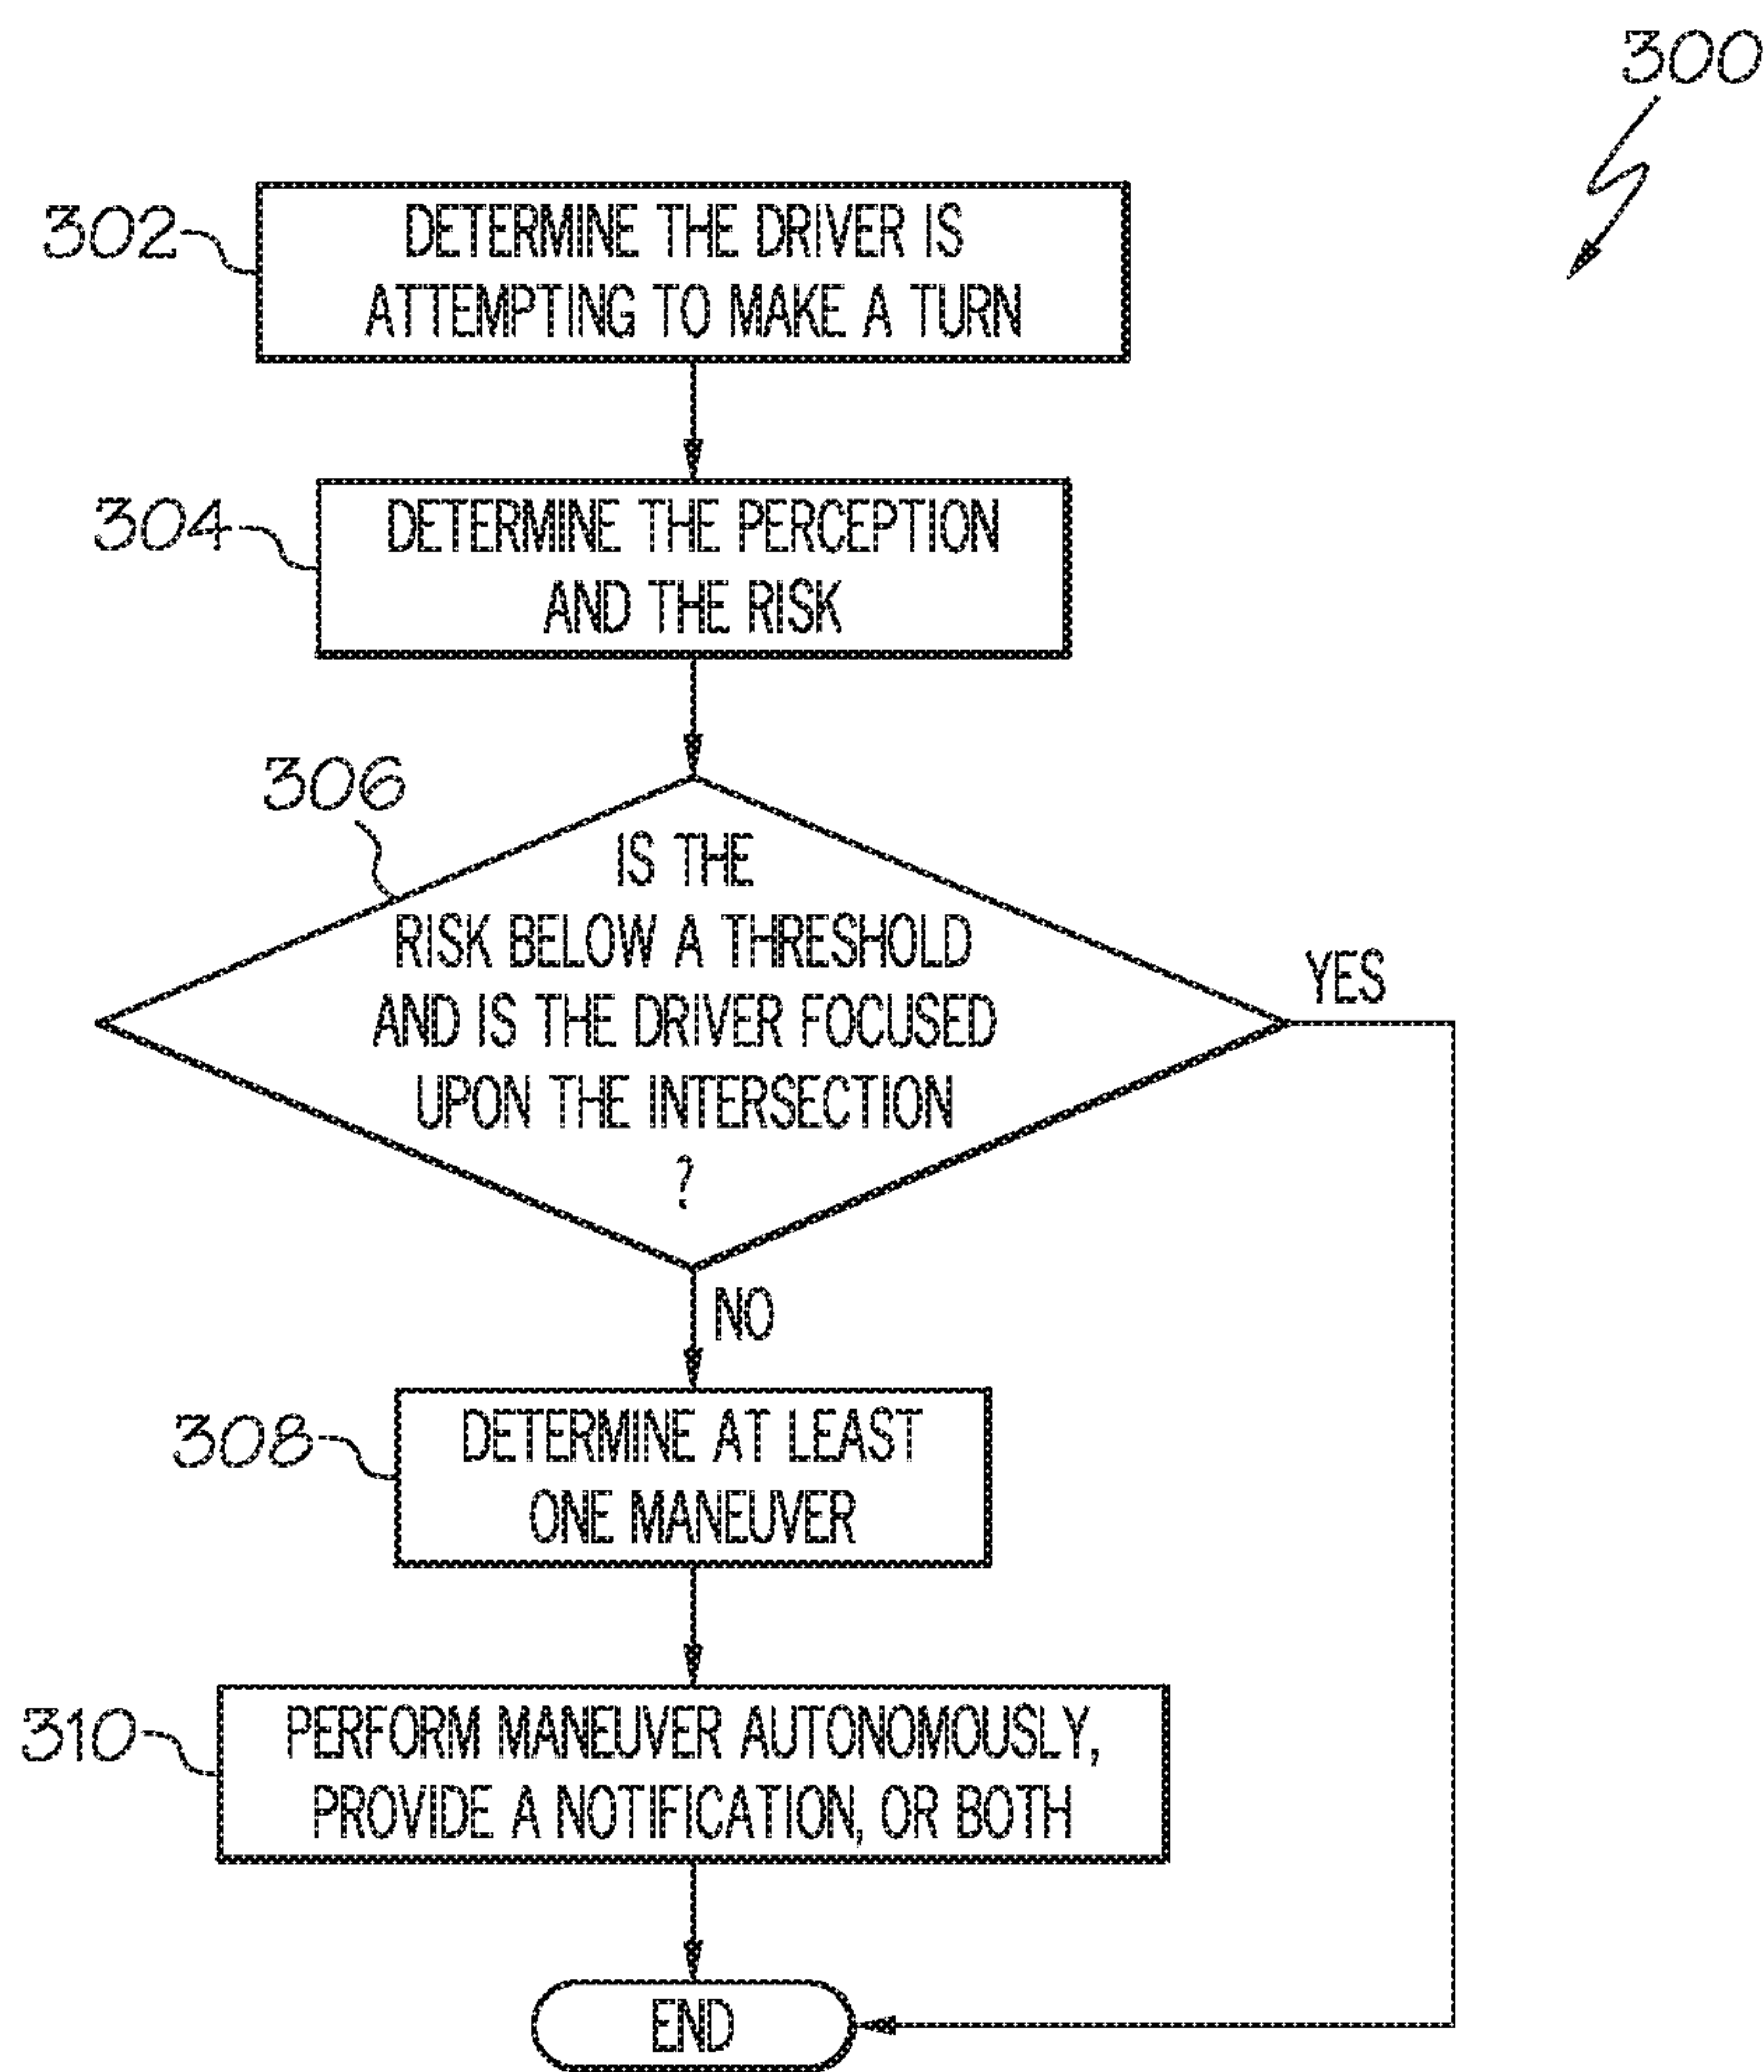 300
302
DETERMINE THE DRIVER IS
ATTEMPTING TO MAKE A TURN
304
DETERMINE THE PERCEPTION
AND THE RISK
306
IS THE
RISK BELOW A THRESHOLD
AND IS THE DRIVER FOCUSED
UPON THE INTERSECTION
?
YES
NO
308
DETERMINE AT LEAST
ONE MANEUVER
310
PERFORM MANEUVER AUTONOMOUSLY,
PROVIDE A NOTIFICATION, OR BOTH
END